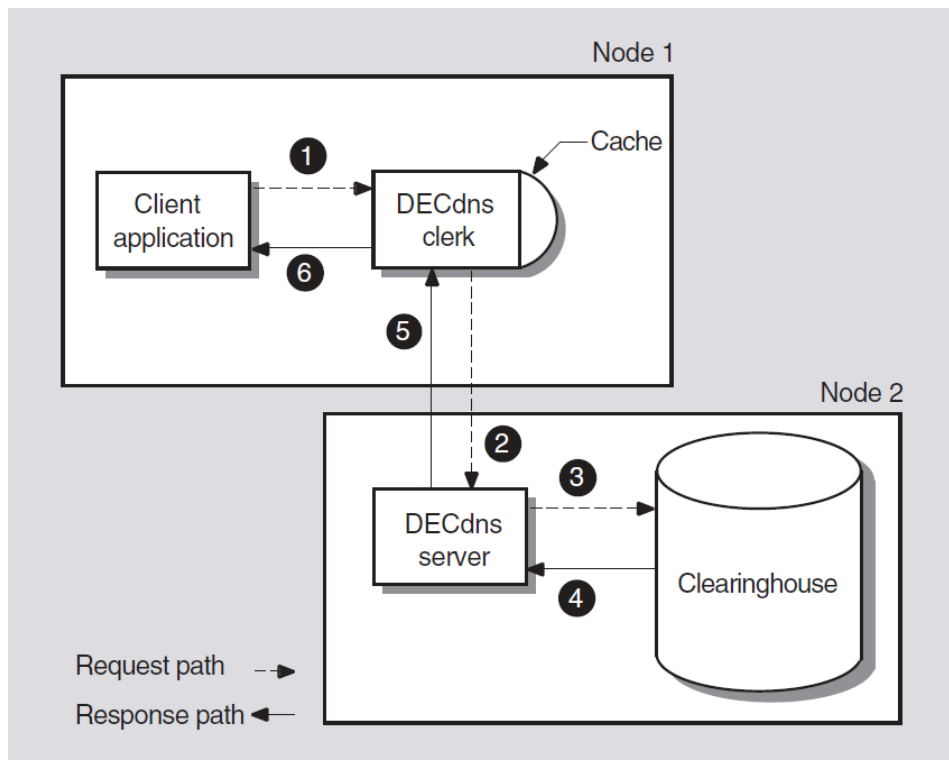 Node 1
Cache
1
Client
application
DECdns
clerk
6
5
Node 2
2
3
DECdns
server
4
Clearinghouse
Request path
Response path